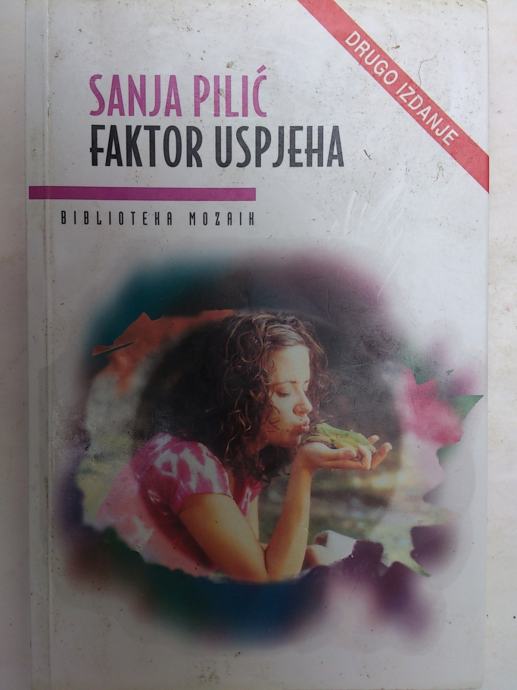 DRUGO IZDANJE
SANJA PILIĆ
FAKTOR USPJEHA
BIBLIOTEKA MOZAIK